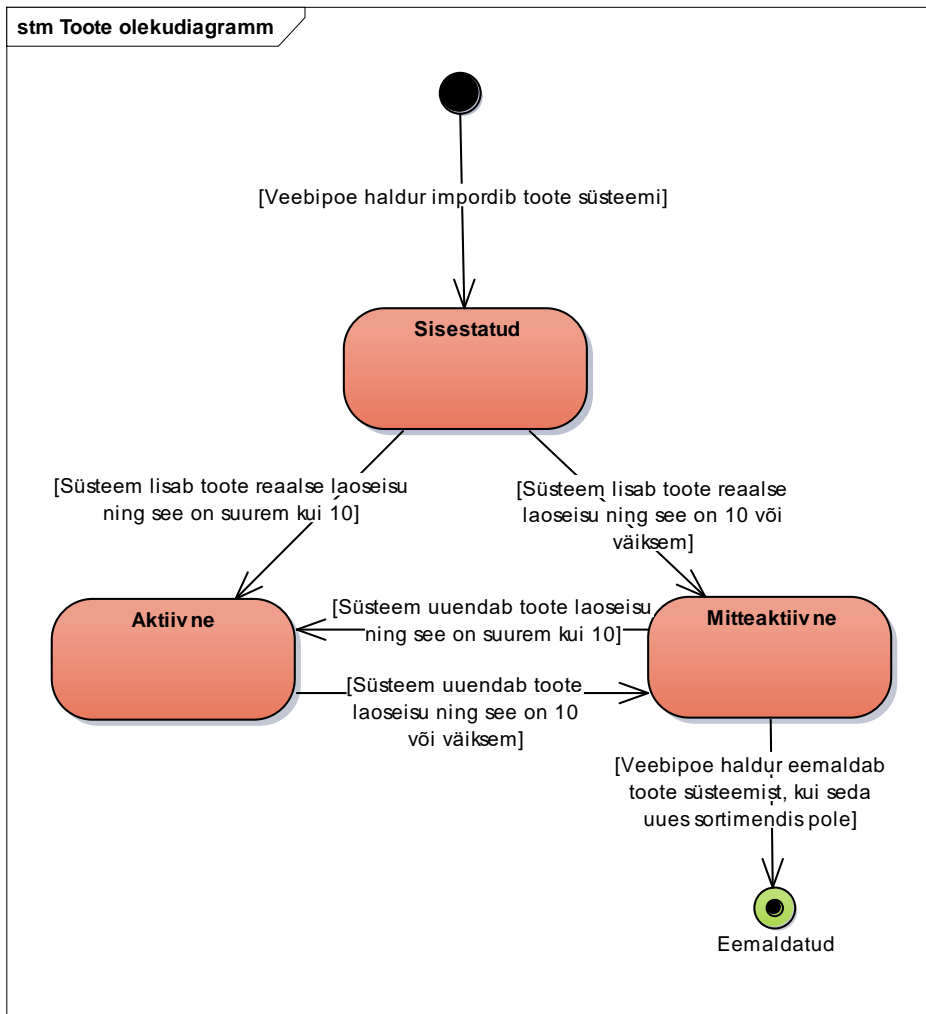 stm Toote olekudiagramm
[Veebipoe haldur impordib toote süsteemi]
Sisestatud
[Süsteem lisab toote reaalse laoseisu
ning see on suurem kui 10]
[Süsteem lisab toote reaalse
laoseisu ning see on 10 või
väiksem]
Aktiivne
[Süsteem uuendab toote laoseisu
ning see on suurem kui 10]
Mitteaktiivne
[Süsteem uuendab toote
laoseisu ning see on 10
või väiksem]
[Veebipoe haldur eemaldab
toote süsteemist, kui seda
uues sortimendis pole]
Eemaldatud